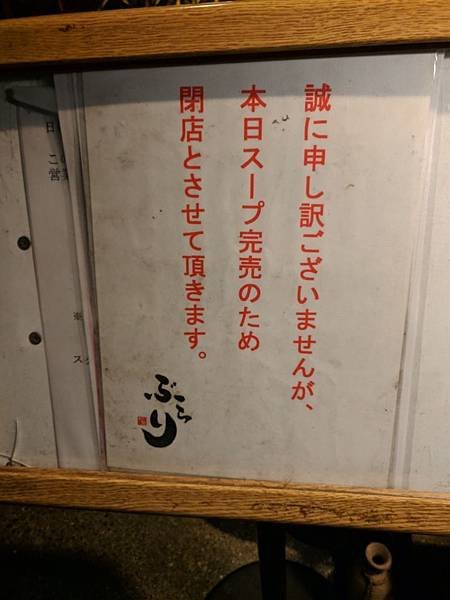 誠に申し訳ございませんが、
本日スープ完売のため
閉店とさせて頂きます。
ぶらり